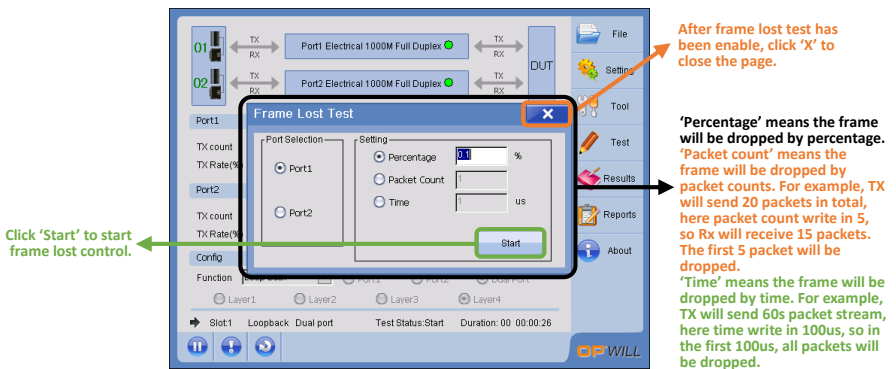 01
TX
RX
Port1 Electrical 1000M Full Duplex
TX
RX
02
TX
RX
Port2 Electrical 1000M Full Duplex
TX
RX
DUT
File
Setting
Tool
Test
Results
Reports
About
Port1
TX count
TX Rate(%)
Port2
TX count
TX Rate(%)
Config
Frame Lost Test
X
Port Selection
Port1
Port2
Setting
Percentage 0.1 %
Packet Count 1
Time 1 us
Start
Function
Layer1 Layer2 Layer3 Layer4
Slot:1 Loopback Dual port Test Status:Start Duration: 00 00:00:26
OPWILL
Click ‘Start’ to start
frame lost control.
After frame lost test has
been enable, click ‘X’ to
close the page.
‘Percentage’ means the frame
will be dropped by percentage.
‘Packet count’ means the
frame will be dropped by
packet counts. For example, TX
will send 20 packets in total,
here packet count write in 5,
so Rx will receive 15 packets.
The first 5 packet will be
dropped.
‘Time’ means the frame will be
dropped by time. For example,
TX will send 60s packet stream,
here time write in 100us, so in
the first 100us, all packets will
be dropped.